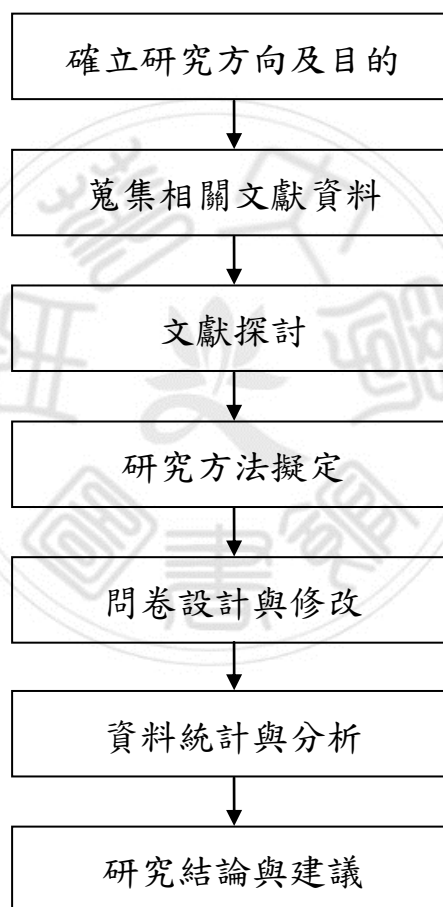 確立研究方向及目的
蒐集相關文獻資料
文獻探討
研究方法擬定
問卷設計與修改
資料統計與分析
研究結論與建議